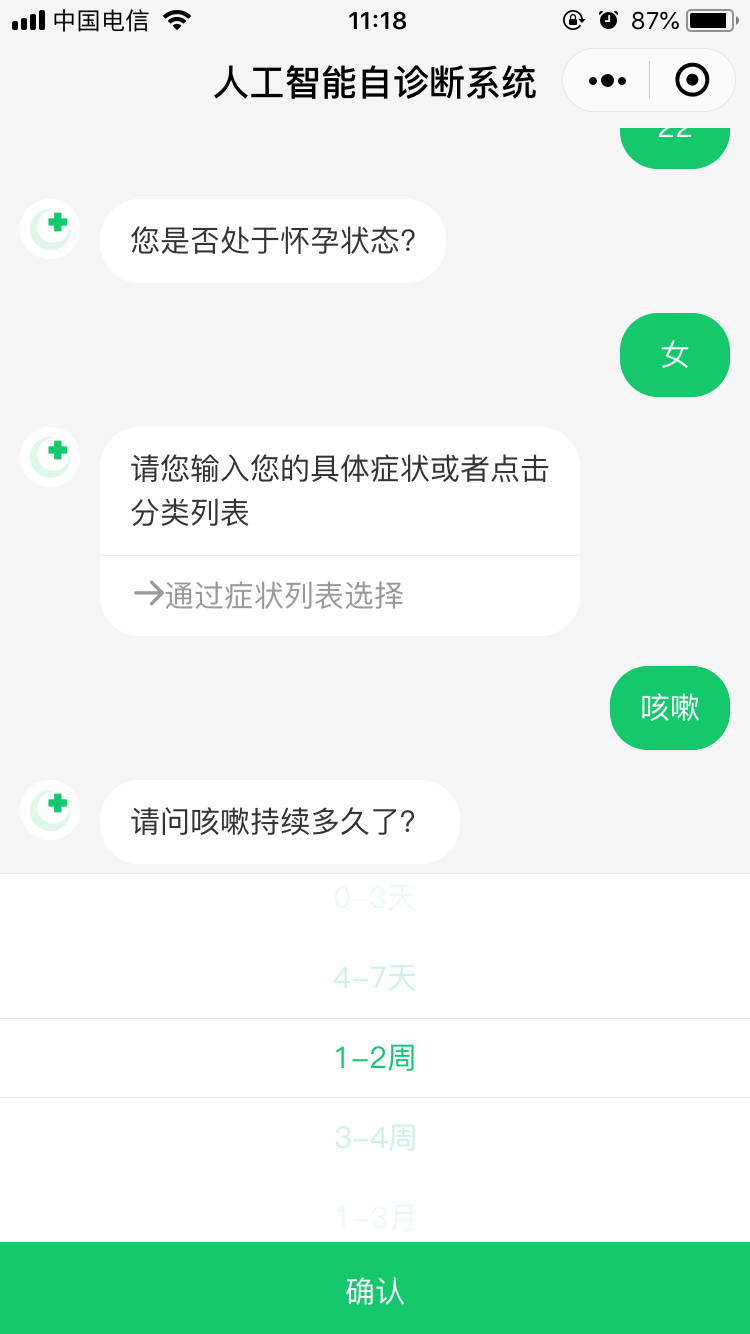 中国电信
11:18
87%
人工智能自诊断系统
22
您是否处于怀孕状态?
女
请您输入您的具体症状或者点击
分类列表
→通过症状列表选择
咳嗽
请问咳嗽持续多久了?
0-3天
4-7天
1-2周
3-4周
1-3月
确认